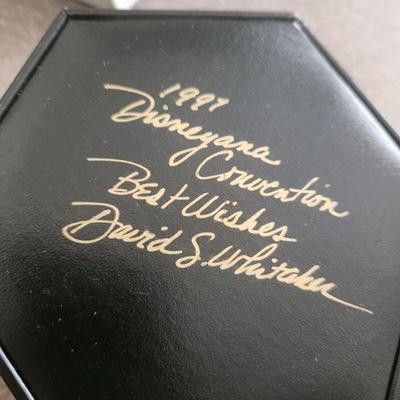 1997
Disneyana
Convention
Best Wishes
David S. Whitaker